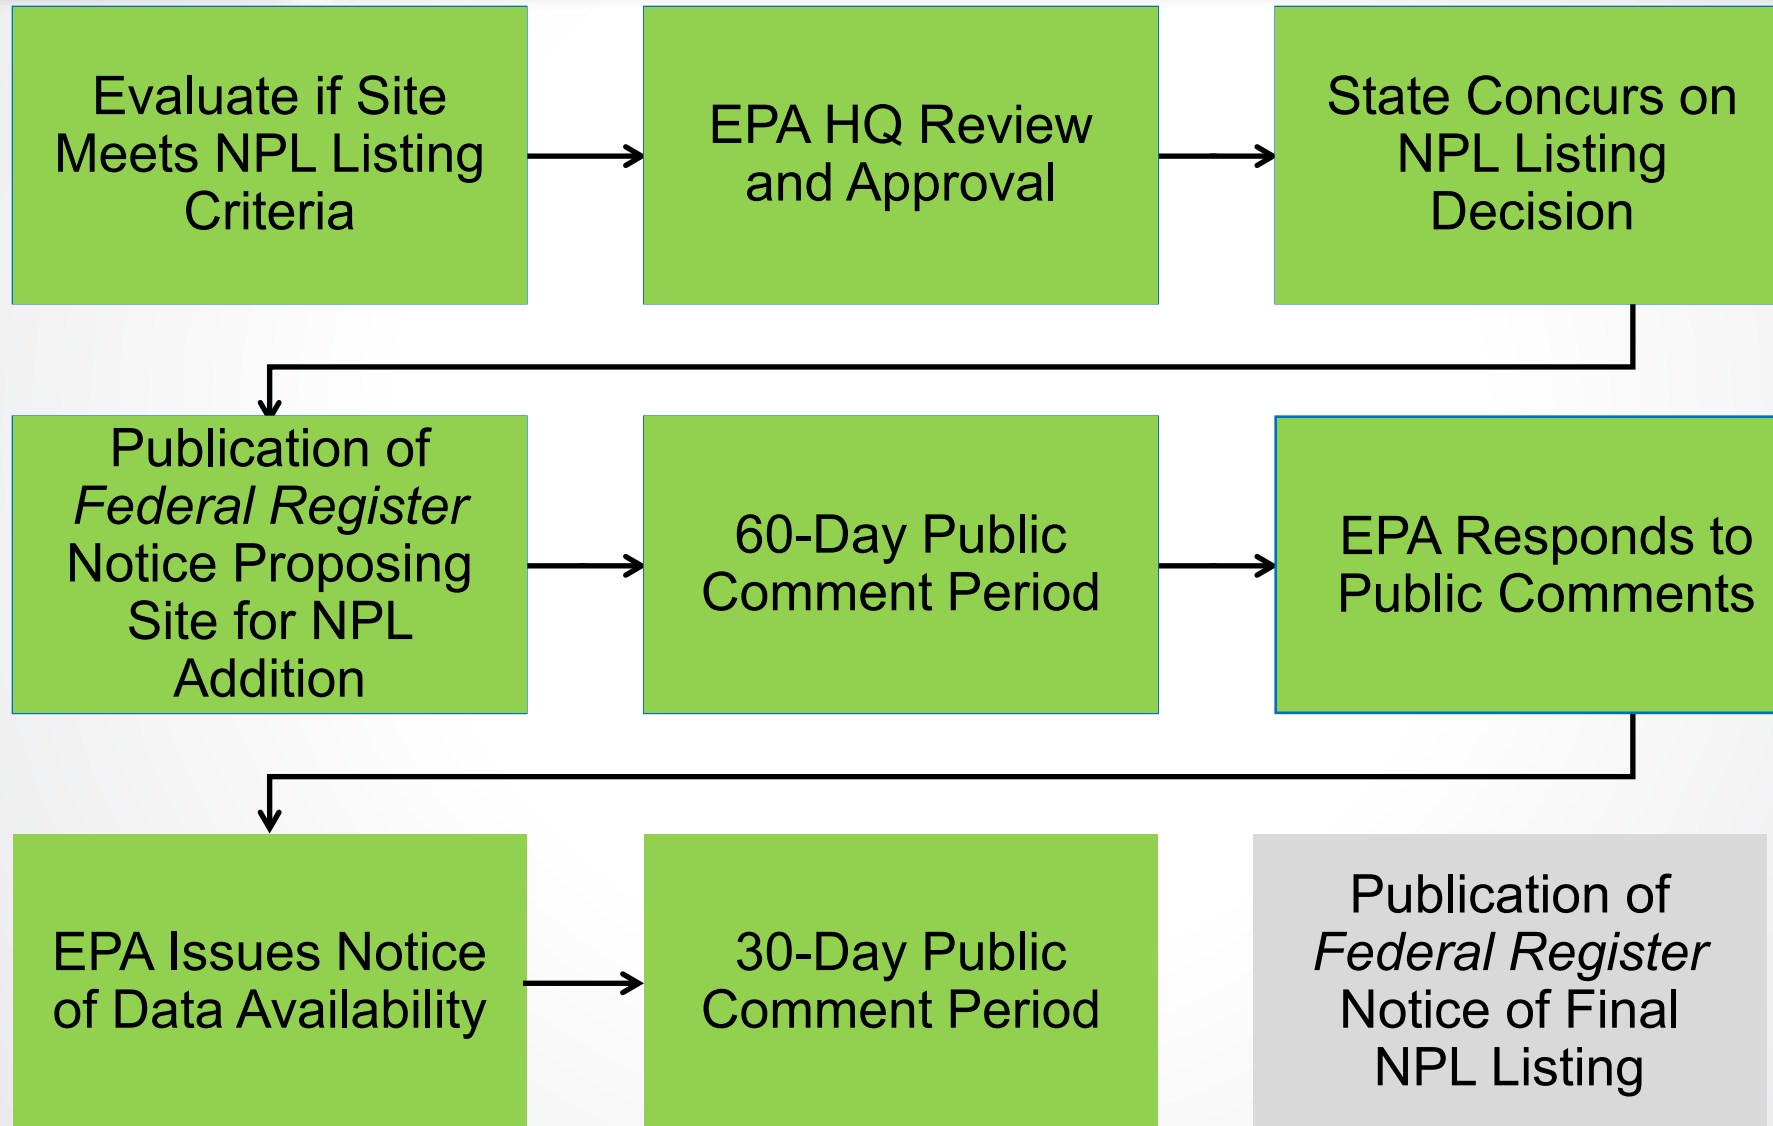 Evaluate if Site
Meets NPL Listing
Criteria
EPA HQ Review
and Approval
State Concurs on
NPL Listing
Decision
Publication of
Federal Register
Notice Proposing
Site for NPL
Addition
60-Day Public
Comment Period
EPA Responds to
Public Comments
EPA Issues Notice
of Data Availability
30-Day Public
Comment Period
Publication of
Federal Register
Notice of Final
NPL Listing